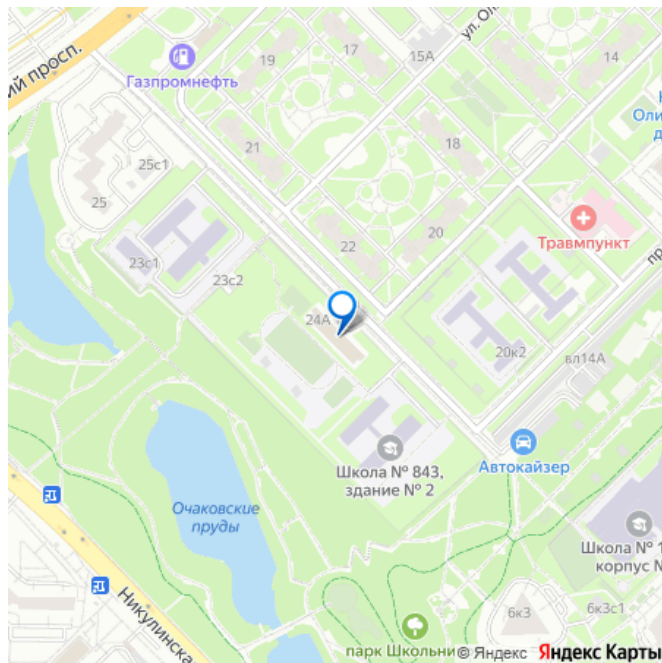 ул. Ол
17
15А
19
14
ий просп.
Газпромнефть
К
Оли
д
18
21
25с1
25
Травмпункт
20
22
пр
23с1
23с2
24А
20к2
вл14А
Автокайзер
Школа № 843,
здание № 2
Очаковские
пруды
Школа № 1
корпус №
Никулинска
6к3
6к3с1
парк Школьни
© Яндекс Яндекс Карты